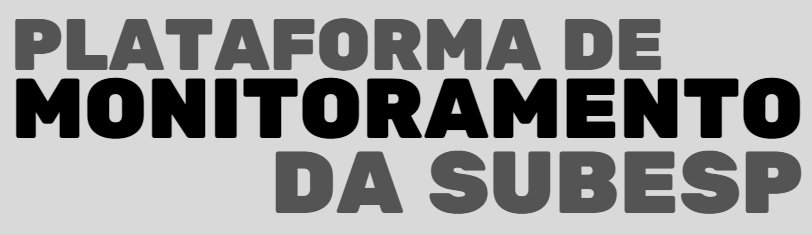 PLATAFORMA DE
MONITORAMENTO
DA SUBESP